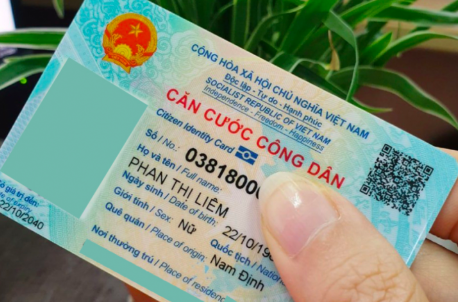 CỘNG HÒA XÃ HỘI CHỦ NGHĨA VIỆT NAM
Độc lập - Tự do - Hạnh phúc
SOCIALIST REPUBLIC OF VIET NAM
Independence - Freedom - Happiness
CĂN CƯỚC CÔNG DÂN
Citizen Identity Card
Số / No.: 03818000
Họ và tên / Full name:
PHAN THỊ LIÊM
Ngày sinh / Date of birth: 22/10/19
Giới tính / Sex: Nữ Quốc tịch /
Quê quán / Place of origin
Nam Định
Nơi thường trú / Place of
22/10/2040